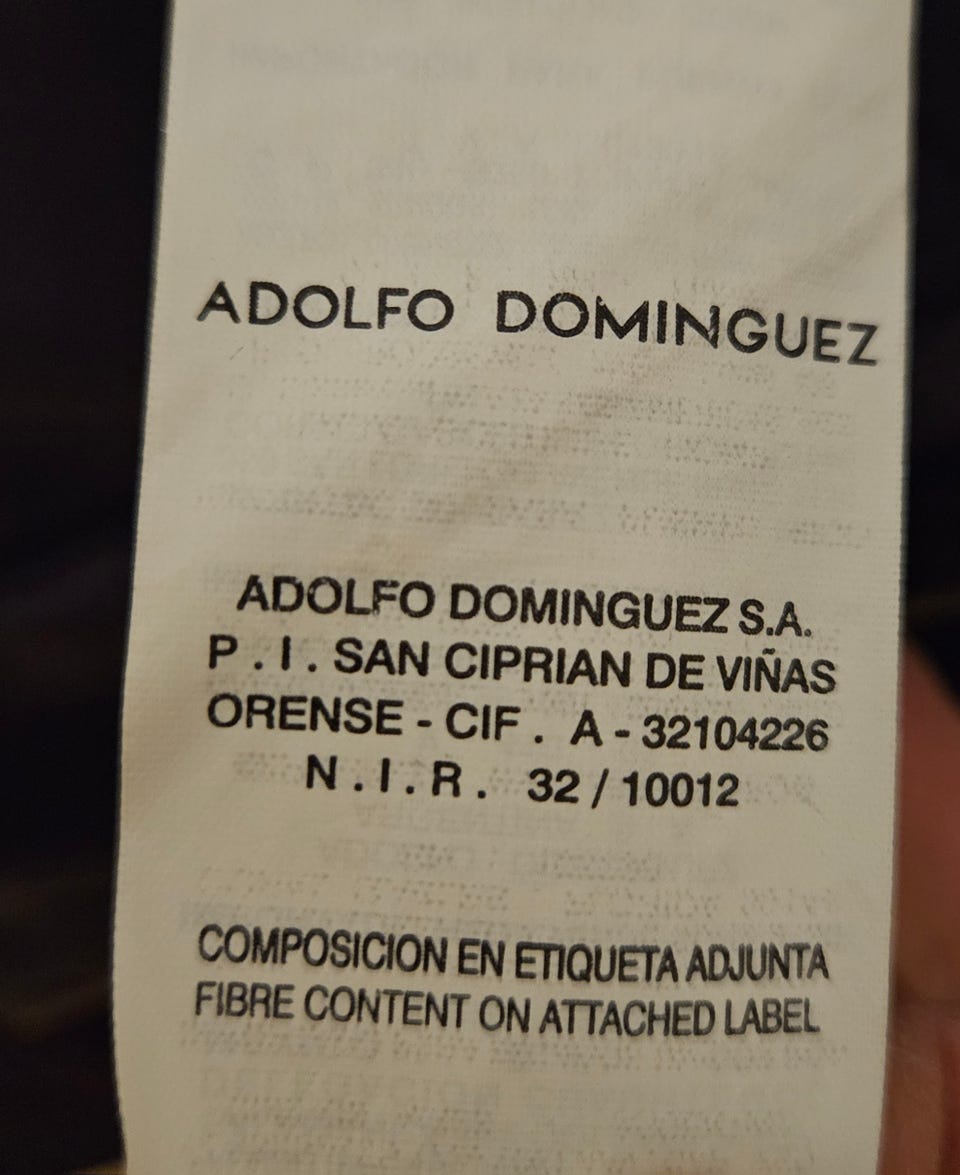 ADOLFO DOMINGUEZ
ADOLFO DOMINGUEZ S.A.
P . I . SAN CIPRIAN DE VIÑAS
ORENSE - CIF . A - 32104226
N . I . R . 32 / 10012
COMPOSICION EN ETIQUETA ADJUNTA
FIBRE CONTENT ON ATTACHED LABEL